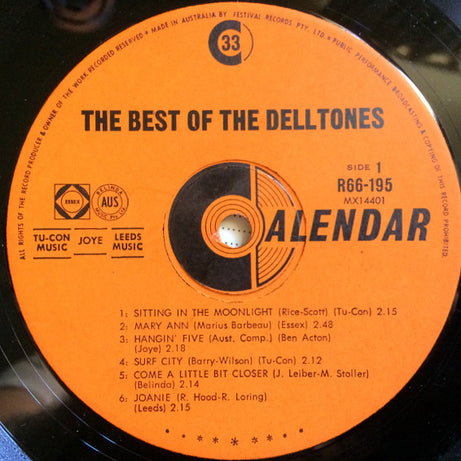 ALL RIGHTS OF THE RECORD PRODUCER & OWNER OF THE WORK RECORDED RESERVED ★ MADE IN AUSTRALIA BY FESTIVAL RECORDS PTY. LTD. ★ PUBLIC PERFORMANCE BROADCASTING & COPYING OF THIS RECORD PROHIBITED.
33
THE BEST OF THE DELLTONES
SIDE 1
R66-195
MX14401
CALENDAR
ESSEX
BELINDA
AUS
MUSIC Pty Ltd
TU-CON MUSIC
JOYE
LEEDS MUSIC
1: SITTING IN THE MOONLIGHT (Rice-Scott) (Tu-Con) 2.15
2: MARY ANN (Marius Barbeau) (Essex) 2.48
3: HANGIN' FIVE (Aust. Comp.) (Ben Acton)
(Joye) 2.18
4: SURF CITY (Barry-Wilson) (Tu-Con) 2.12
5: COME A LITTLE BIT CLOSER (J. Leiber-M. Stoller)
(Belinda) 2.14
6: JOANIE (R. Hood-R. Loring)
(Leeds) 2.15